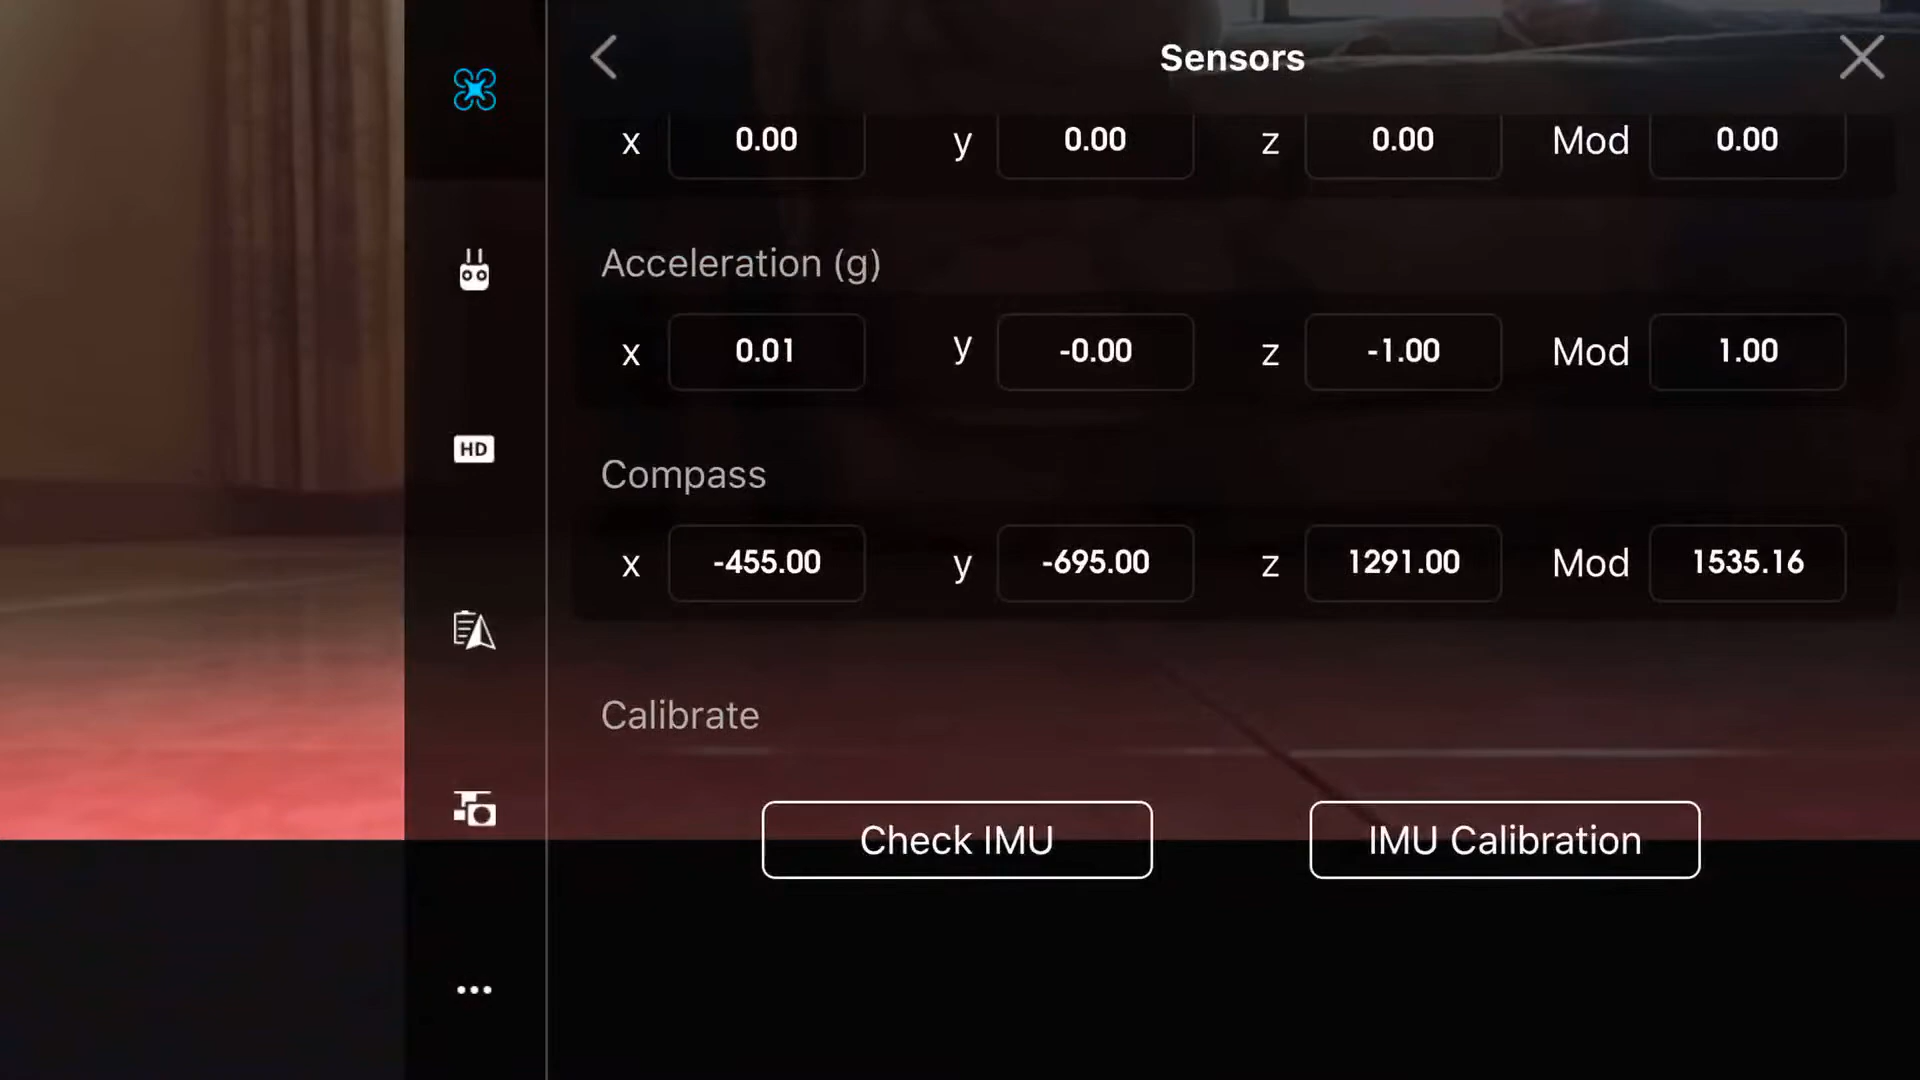 Sensors
x 0.00 y 0.00 z 0.00 Mod 0.00
Acceleration (g)
x 0.01 y -0.00 z -1.00 Mod 1.00
HD
Compass
x -455.00 y -695.00 z 1291.00 Mod 1535.16
Calibrate
Check IMU IMU Calibration